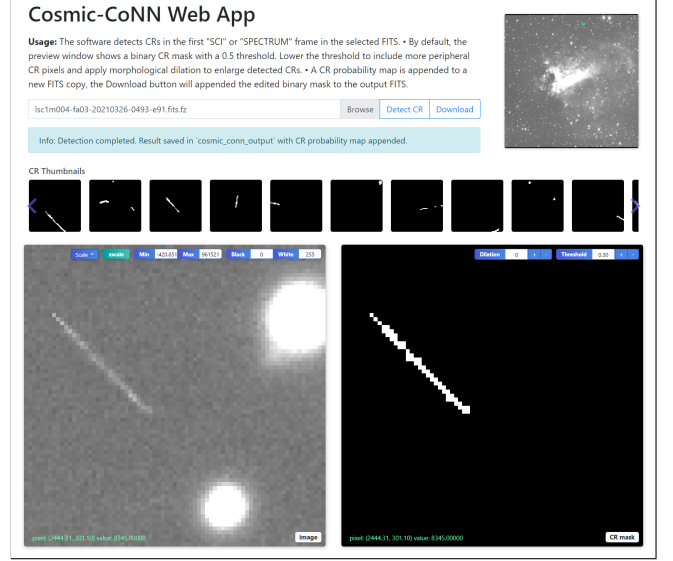 Cosmic-CoNN Web App
Usage: The software detects CRs in the first "SCI" or "SPECTRUM" frame in the selected FITS. • By default, the
preview window shows a binary CR mask with a 0.5 threshold. Lower the threshold to include more peripheral
CR pixels and apply morphological dilation to enlarge detected CRs. • A CR probability map is appended to a
new FITS copy, the Download button will appended the edited binary mask to the output FITS.
lsc1m004-fa03-20210326-0493-e91.fits.fz Browse Detect CR Download
Info: Detection completed. Result saved in `cosmic_conn_output` with CR probability map appended.
CR Thumbnails
Scale zscale Min -420.851 Max 961521 Black 0 White 255
Dilation 0 + - Threshold 0.30 + -
pixel: (2444.31, 301.10) value: 8345.00000 image
pixel: (2444.31, 301.10) value: 8345.00000 CR mask